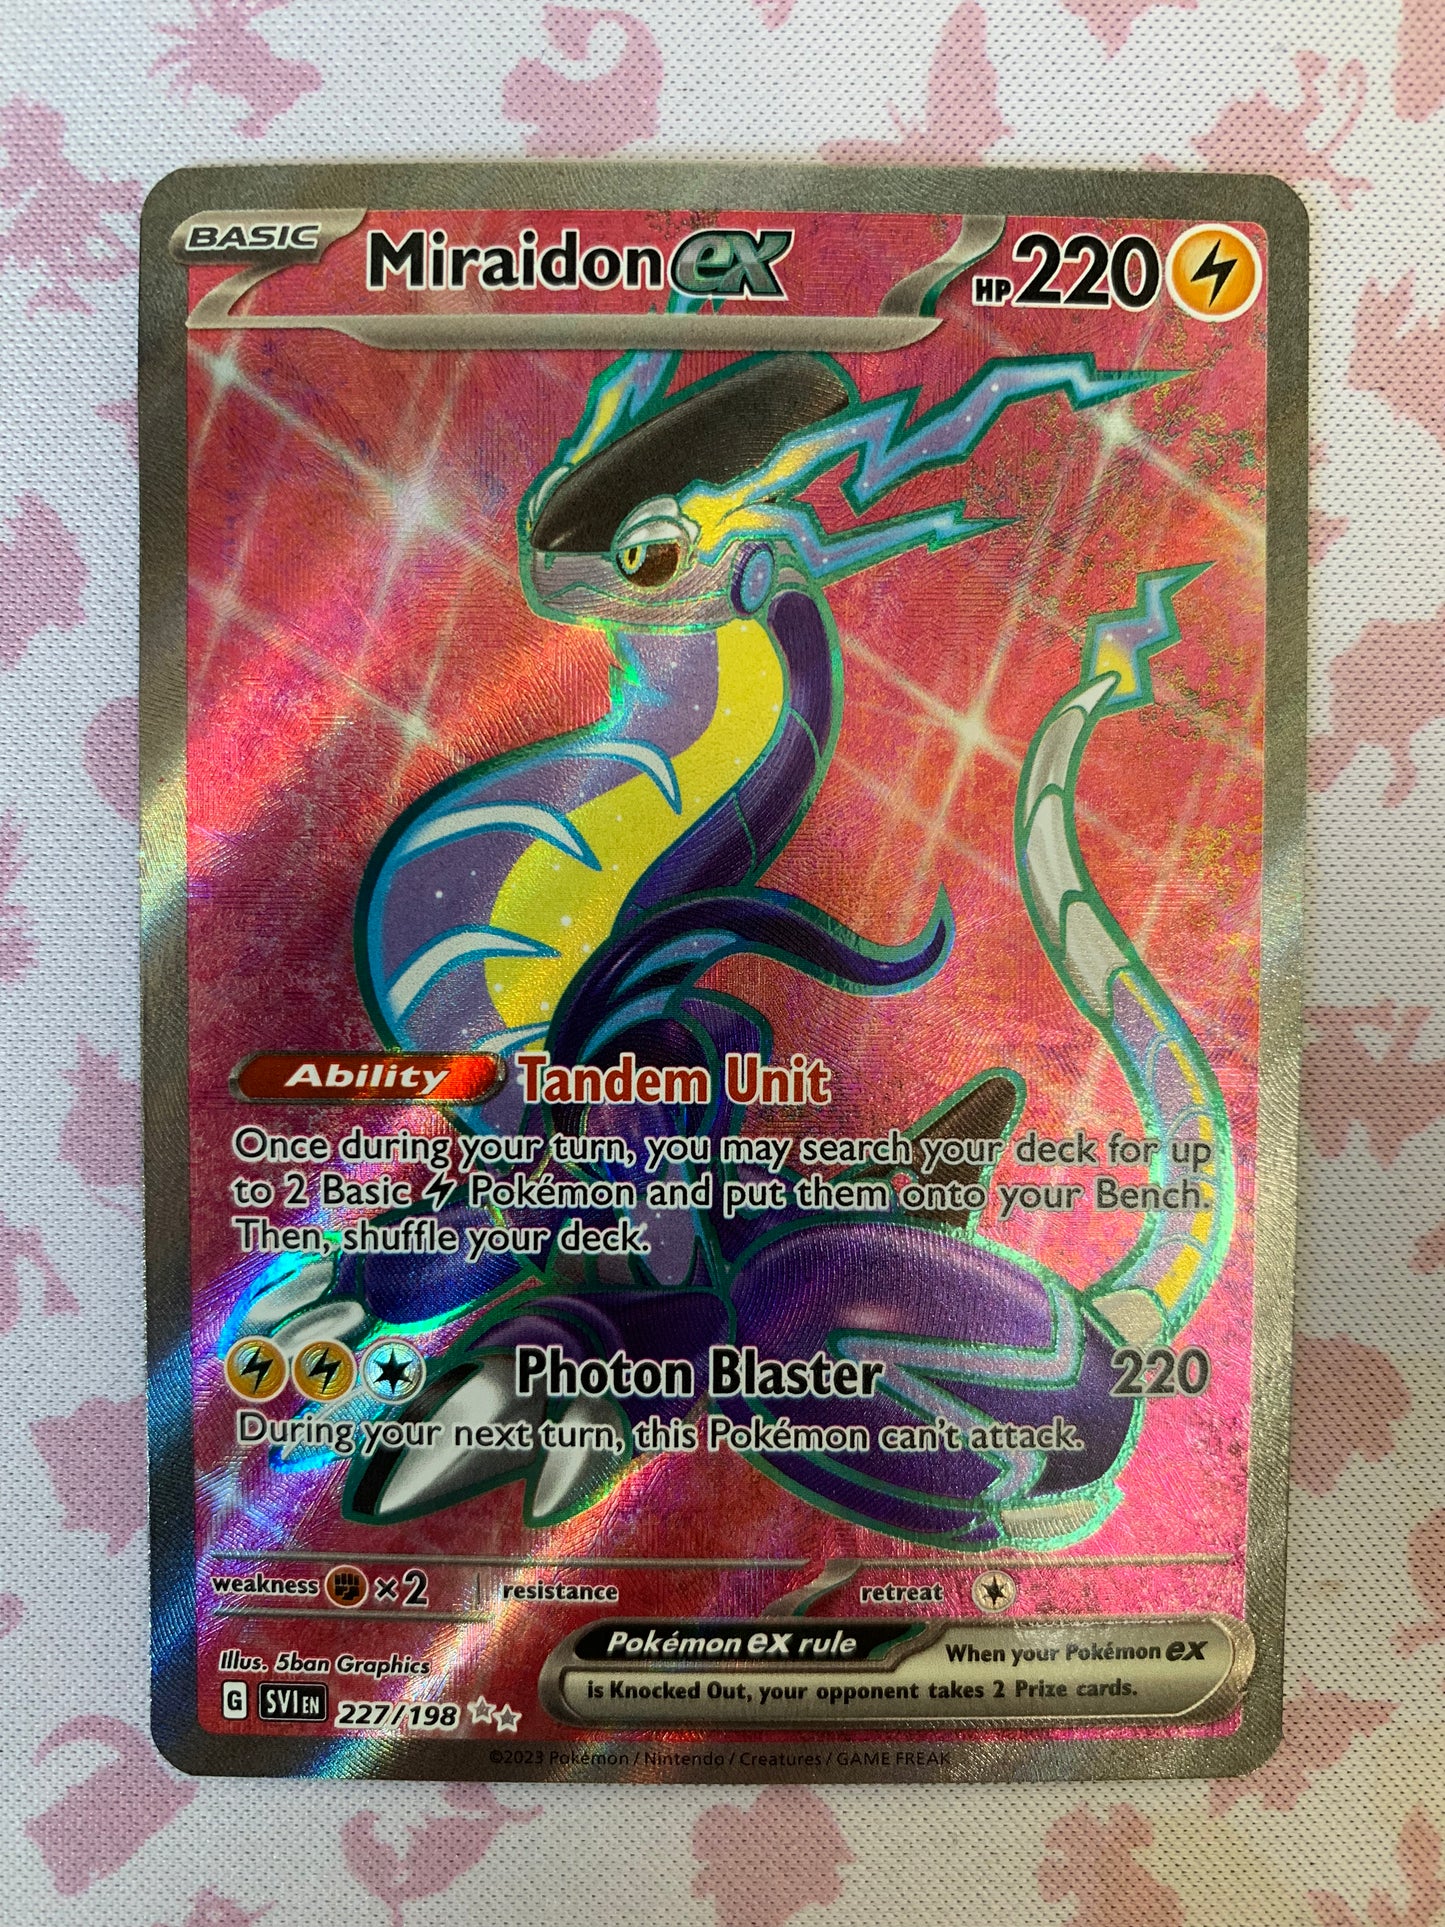 BASIC Miraidon ex HP 220
Ability Tandem Unit
Once during your turn, you may search your deck for up
to 2 Basic Pokémon and put them onto your Bench.
Then, shuffle your deck.
Photon Blaster 220
During your next turn, this Pokémon can't attack.
weakness ×2 resistance retreat
Pokémon ex rule When your Pokémon ex
is Knocked Out, your opponent takes 2 Prize cards.
Illus. 5ban Graphics
G SVI EN 227/198
©2023 Pokémon / Nintendo / Creatures / GAME FREAK